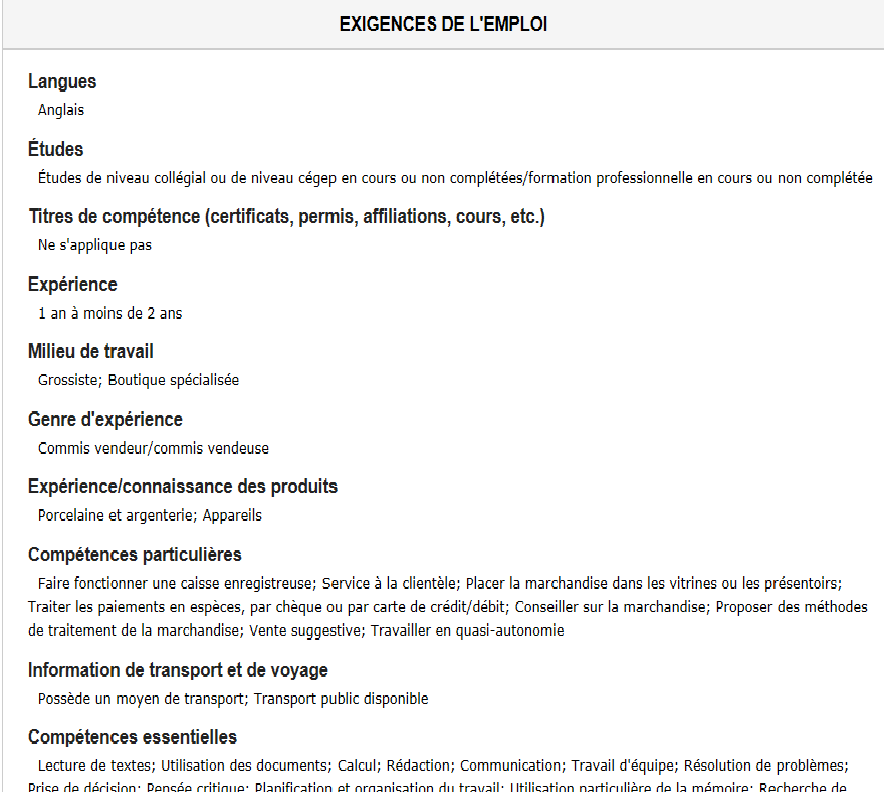 EXIGENCES DE L'EMPLOI
Langues
Anglais
Études
Études de niveau collégial ou de niveau cégep en cours ou non complétées/formation professionnelle en cours ou non complétée
Titres de compétence (certificats, permis, affiliations, cours, etc.)
Ne s'applique pas
Expérience
1 an à moins de 2 ans
Milieu de travail
Grossiste; Boutique spécialisée
Genre d'expérience
Commis vendeur/commis vendeuse
Expérience/connaissance des produits
Porcelaine et argenterie; Appareils
Compétences particulières
Faire fonctionner une caisse enregistreuse; Service à la clientèle; Placer la marchandise dans les vitrines ou les présentoirs;
Traiter les paiements en espèces, par chèque ou par carte de crédit/débit; Conseiller sur la marchandise; Proposer des méthodes
de traitement de la marchandise; Vente suggestive; Travailler en quasi-autonomie
Information de transport et de voyage
Possède un moyen de transport; Transport public disponible
Compétences essentielles
Lecture de textes; Utilisation des documents; Calcul; Rédaction; Communication; Travail d'équipe; Résolution de problèmes;
Prise de décision; Pensée critique; Planification et organisation du travail; Utilisation particulière de la mémoire; Recherche de